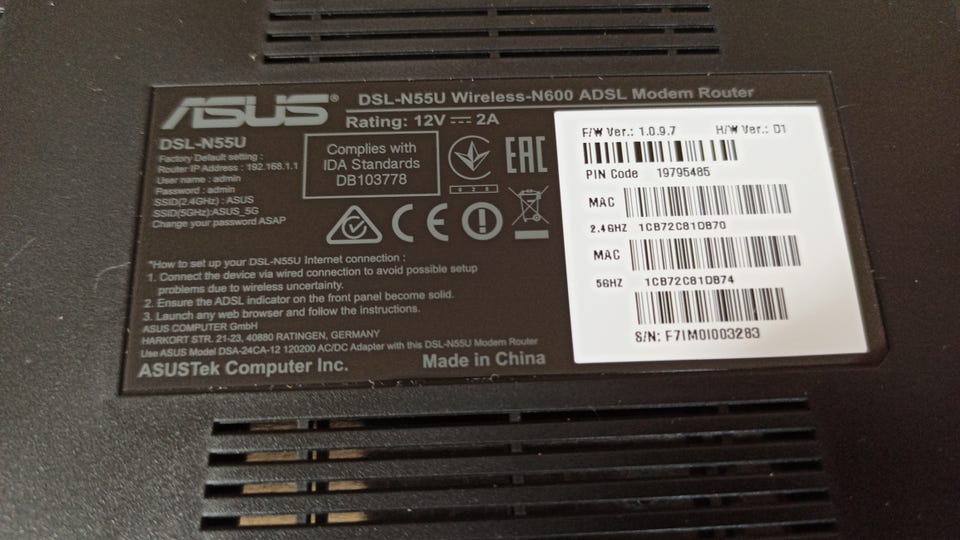 ASUS® DSL-N55U Wireless-N600 ADSL Modem Router
Rating: 12V ⎓ 2A
DSL-N55U
Factory Default setting :
Router IP Address : 192.168.1.1
User name : admin
Password : admin
SSID(2.4GHz) : ASUS
SSID(5GHz):ASUS_5G
Change your password ASAP
Complies with
IDA Standards
DB103778
028
EAC
CE
*How to set up your DSL-N55U Internet connection :
1. Connect the device via wired connection to avoid possible setup
problems due to wireless uncertainty.
2. Ensure the ADSL indicator on the front panel become solid.
3. Launch any web browser and follow the instructions.
ASUS COMPUTER GmbH
HARKORT STR. 21-23, 40880 RATINGEN, GERMANY
Use ASUS Model DSA-24CA-12 120200 AC/DC Adapter with this DSL-N55U Modem Router
ASUSTek Computer Inc.
Made in China
F/W Ver.: 1.0.9.7 H/W Ver.: D1
PIN Code 19795485
MAC
2.4GHZ 1CB72C81DB70
MAC
5GHZ 1CB72C81DB74
S/N: F7IM0I003283